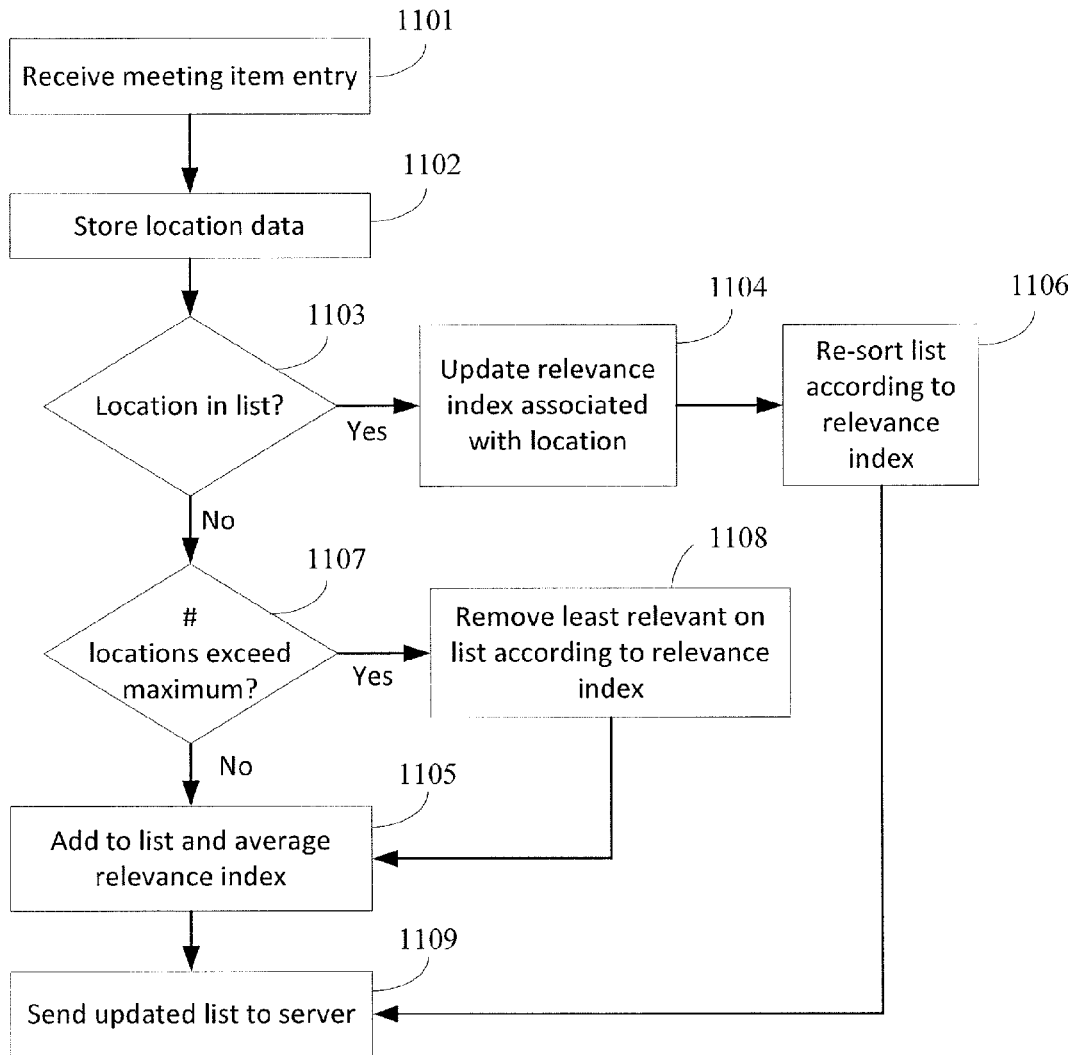 1101
Receive meeting item entry
1102
Store location data
1103
Location in list?
Yes
No
1104
Update relevance
index associated
with location
1106
Re-sort list
according to
relevance
index
1107
#
locations exceed
maximum?
Yes
No
1108
Remove least relevant on
list according to relevance
index
1105
Add to list and average
relevance index
1109
Send updated list to server